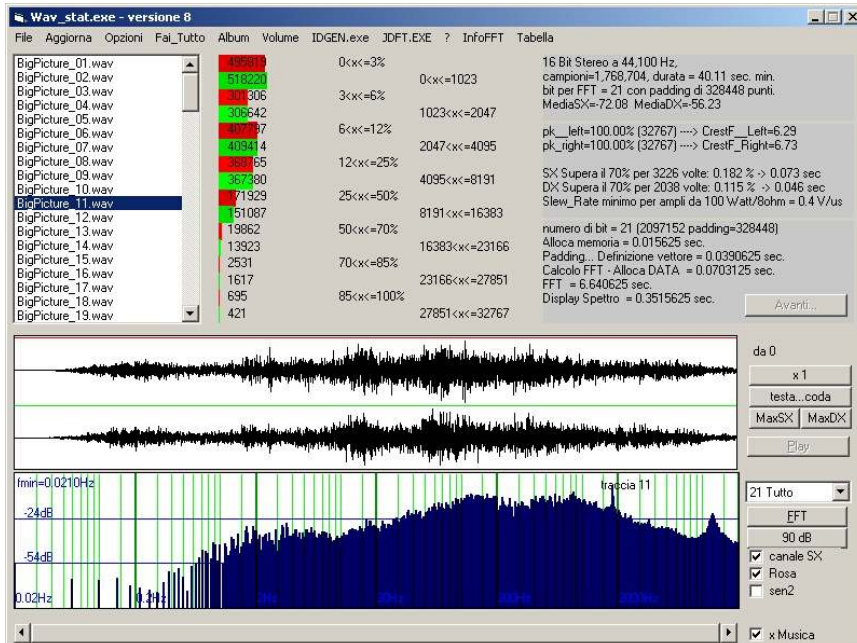 Wav_stat.exe - versione 8
File Aggiorna Opzioni Fai_Tutto Album Volume IDGEN.exe JDFT.EXE ? InfoFFT Tabella
BigPicture_01.wav
BigPicture_02.wav
BigPicture_03.wav
BigPicture_04.wav
BigPicture_05.wav
BigPicture_06.wav
BigPicture_07.wav
BigPicture_08.wav
BigPicture_09.wav
BigPicture_10.wav
BigPicture_11.wav
BigPicture_12.wav
BigPicture_13.wav
BigPicture_14.wav
BigPicture_15.wav
BigPicture_16.wav
BigPicture_17.wav
BigPicture_18.wav
BigPicture_19.wav
495019 0<x<=3%
518220 0<x<=1023
301306 3<x<=6%
306642 1023<x<=2047
407797 6<x<=12%
409414 2047<x<=4095
368765 12<x<=25%
367380 4095<x<=8191
171929 25<x<=50%
151087 8191<x<=16383
19862 50<x<=70%
13923 16383<x<=23166
2531 70<x<=85%
1617 23166<x<=27851
695 85<x<=100%
421 27851<x<=32767
16 Bit Stereo a 44,100 Hz,
campioni=1,768,704, durata = 40.11 sec. min.
bit per FFT = 21 con padding di 328448 punti.
MediaSX=-72.08 MediaDX=-56.23
pk__left=100.00% (32767) ----> CrestF__Left=6.29
pk_right=100.00% (32767) ----> CrestF_Right=6.73
SX Supera il 70% per 3226 volte: 0.182 % -> 0.073 sec
DX Supera il 70% per 2038 volte: 0.115 % -> 0.046 sec
Slew_Rate minimo per ampli da 100 Watt/8ohm = 0.4 V/us
numero di bit = 21 (2097152 padding=328448)
Alloca memoria = 0.015625 sec.
Padding... Definizione vettore = 0.0390625 sec.
Calcolo FFT - Alloca DATA = 0.0703125 sec.
FFT = 6.640625 sec.
Display Spettro = 0.3515625 sec.
Avanti...
da 0
x 1
testa...coda
MaxSX MaxDX
Play
fmin=0.0210Hz
traccia 11
-24dB
-54dB
0.02Hz 0.2Hz 2Hz 20Hz 200Hz 2000Hz
21 Tutto
FFT
90 dB
canale SX
Rosa
sen2
x Musica